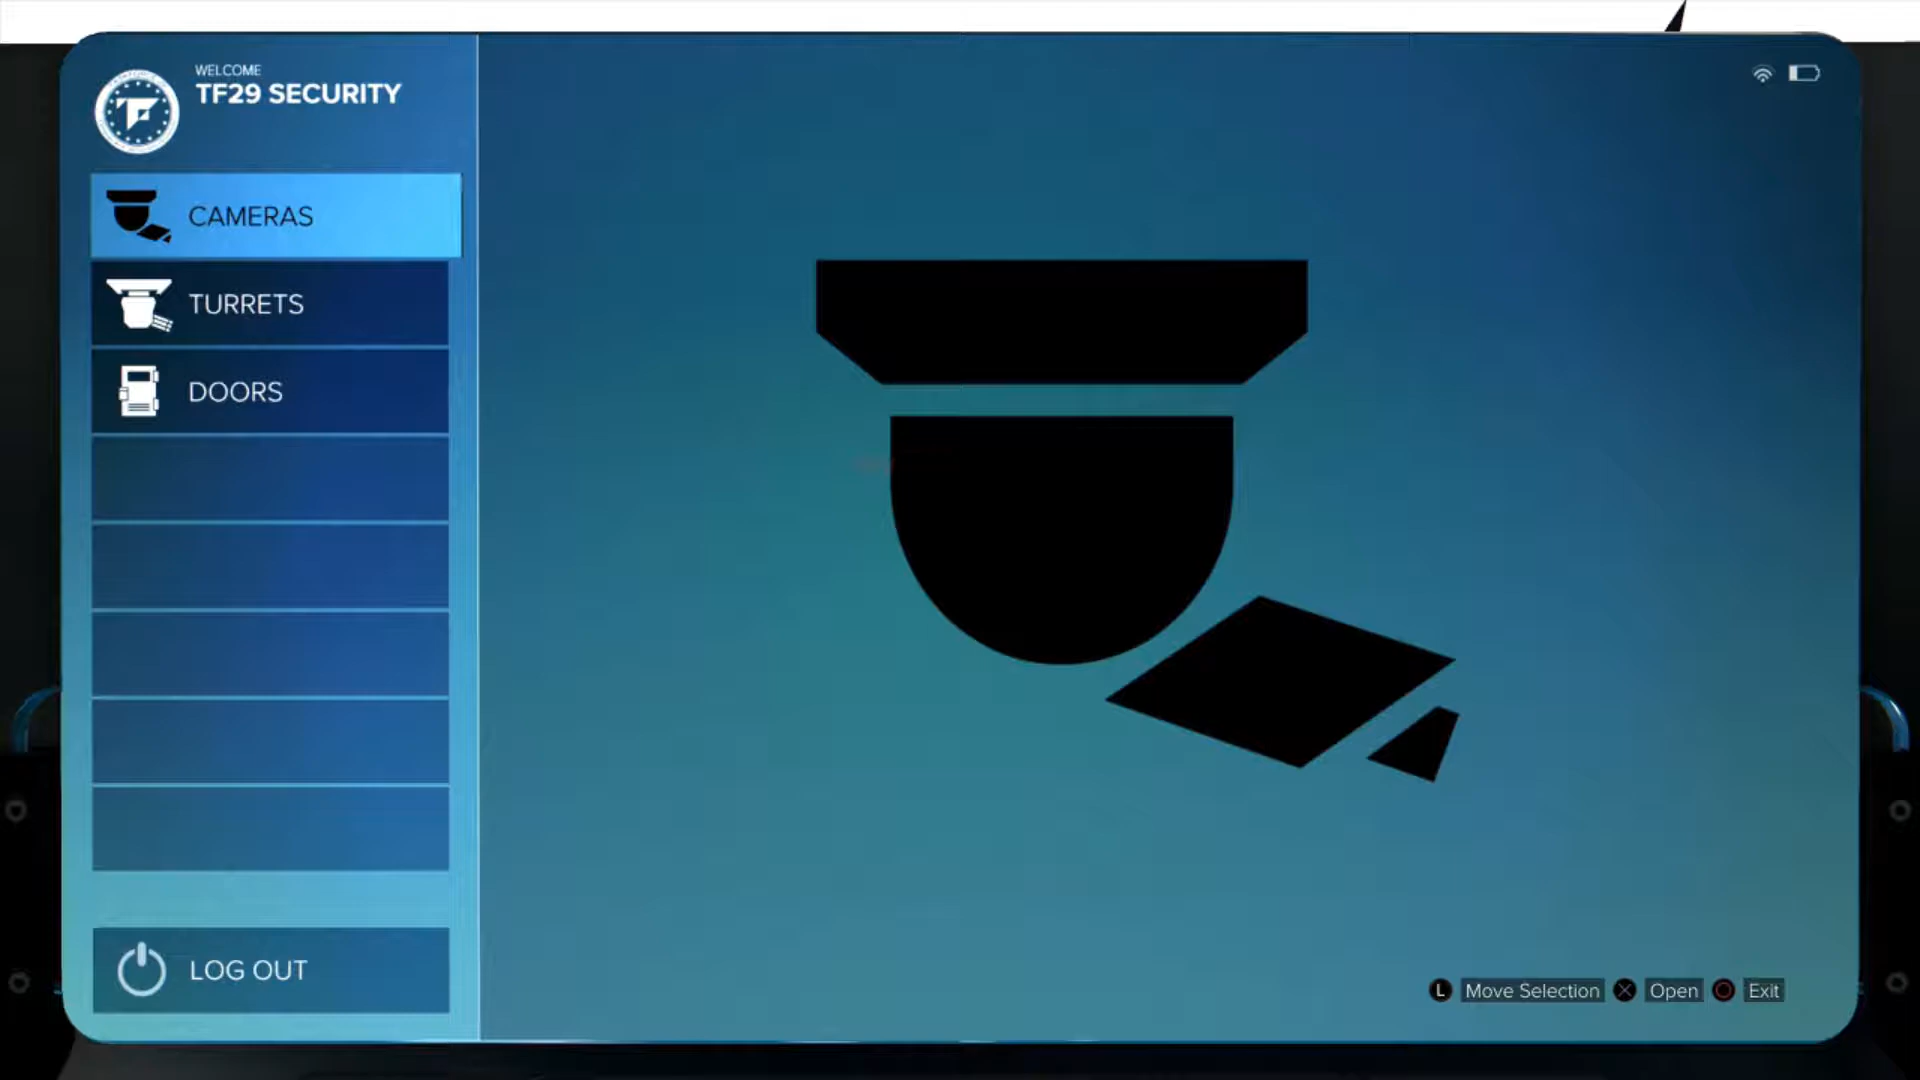 WELCOME
TF29 SECURITY
CAMERAS
TURRETS
DOORS
LOG OUT
L Move Selection Open Exit